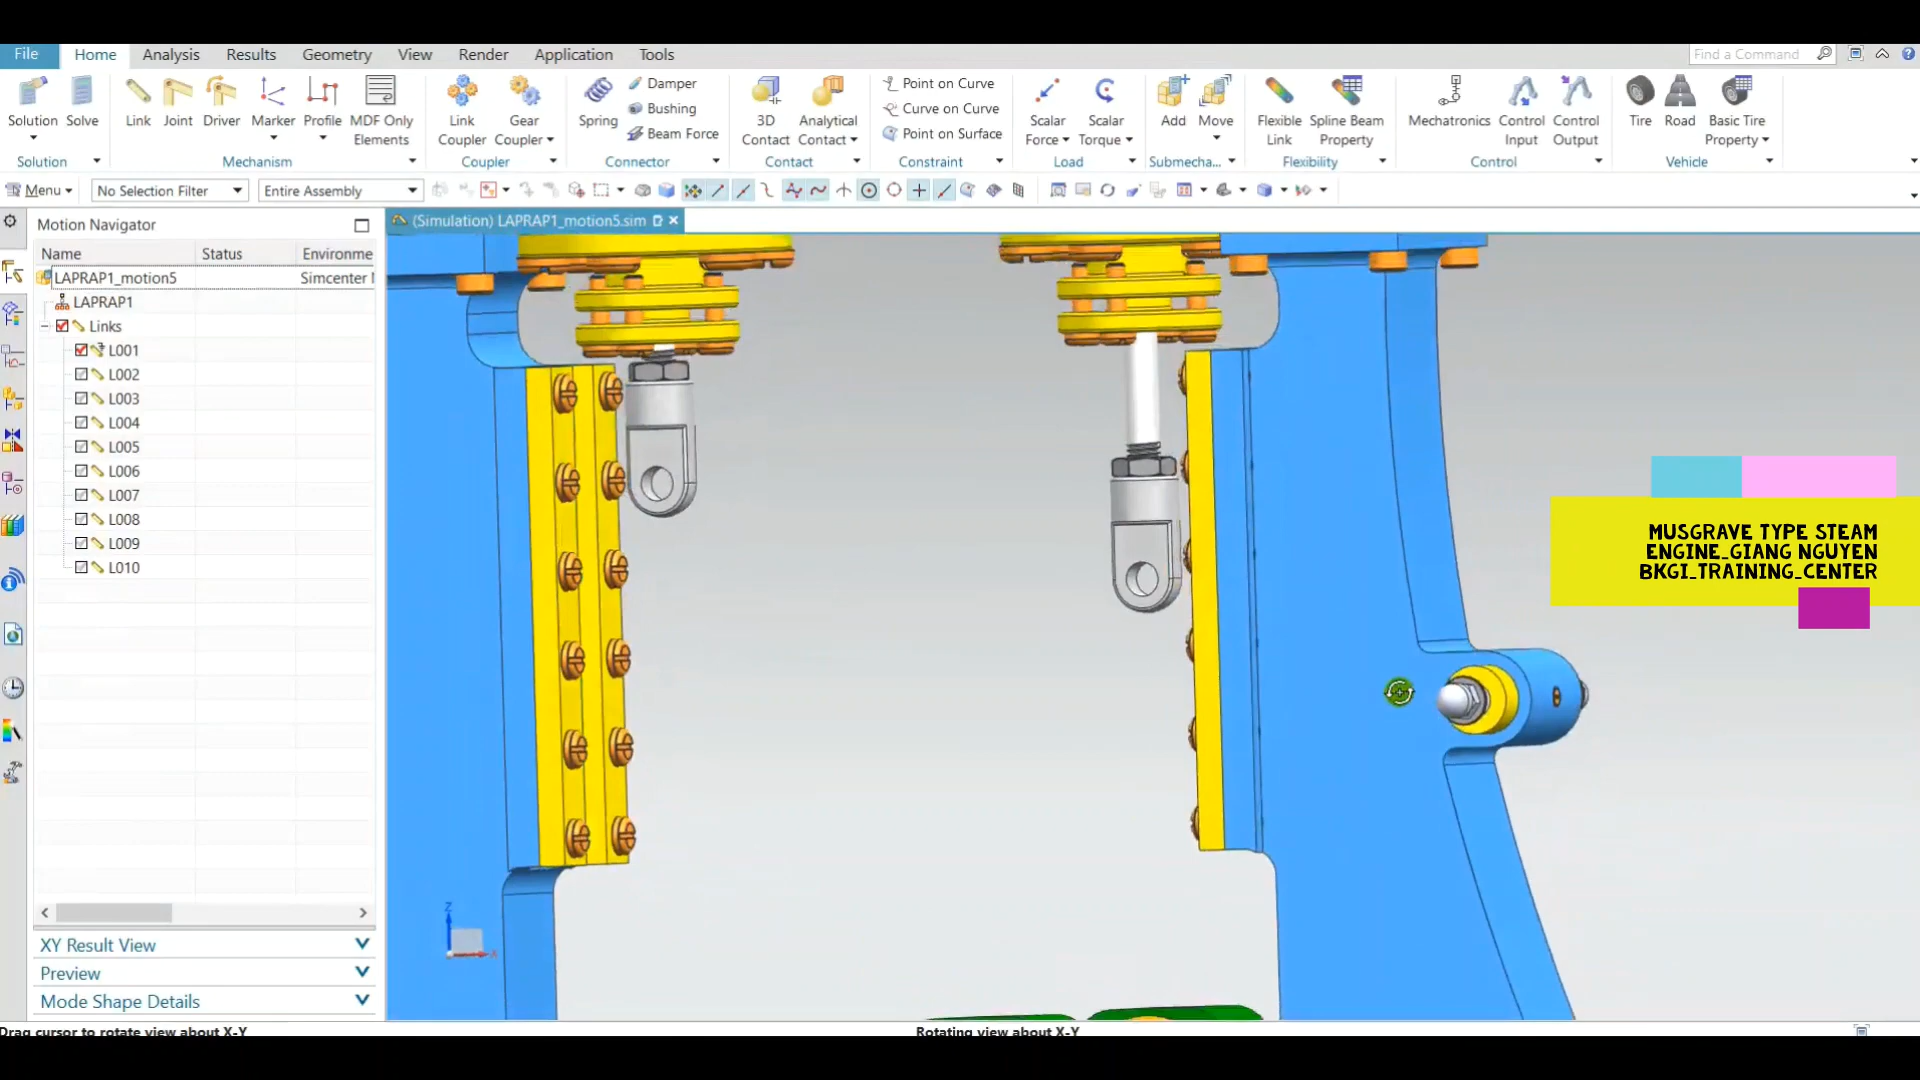 File Home Analysis Results Geometry View Render Application Tools Find a Command
Solution Solve Link Joint Driver Marker Profile MDF Only Elements Link Coupler Gear Coupler Spring Damper Bushing Beam Force 3D Contact Analytical Contact Point on Curve Curve on Curve Point on Surface Scalar Force Scalar Torque Add Move Flexible Link Spline Beam Property Mechatronics Control Input Control Output Tire Road Basic Tire Property
Solution Mechanism Coupler Connector Contact Constraint Load Submecha... Flexibility Control Vehicle
Menu No Selection Filter Entire Assembly
Motion Navigator
(Simulation) LAPRAP1_motion5.sim
Name Status Environme
LAPRAP1_motion5 Simcenter
LAPRAP1
Links
L001
L002
L003
L004
L005
L006
L007
L008
L009
L010
MUSGRAVE TYPE STEAM
ENGINE_GIANG NGUYEN
BKGI_TRAINING_CENTER
Z
X
XY Result View
Preview
Mode Shape Details
Drag cursor to rotate view about X-Y Rotating view about X-Y